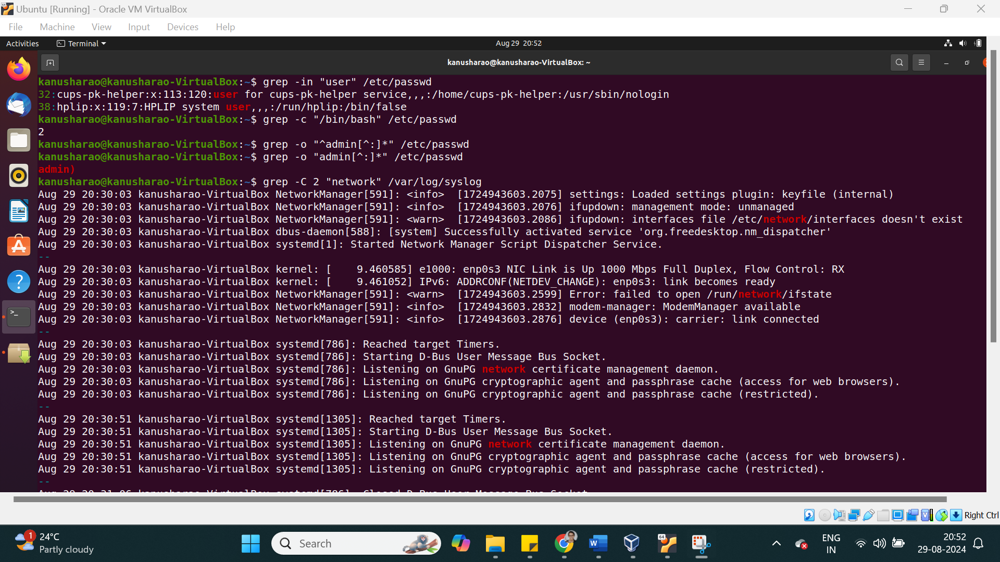 Ubuntu [Running] - Oracle VM VirtualBox
File Machine View Input Devices Help
Activities Terminal Aug 29 20:52
kanusharao@kanusharao-VirtualBox: ~
kanusharao@kanusharao-VirtualBox:~$ grep -in "user" /etc/passwd
32:cups-pk-helper:x:113:120:user for cups-pk-helper service,,,:/home/cups-pk-helper:/usr/sbin/nologin
38:hplip:x:119:7:HPLIP system user,,,:/run/hplip:/bin/false
kanusharao@kanusharao-VirtualBox:~$ grep -c "/bin/bash" /etc/passwd
2
kanusharao@kanusharao-VirtualBox:~$ grep -o "^admin[^:]*" /etc/passwd
kanusharao@kanusharao-VirtualBox:~$ grep -o "admin[^:]*" /etc/passwd
admin)
kanusharao@kanusharao-VirtualBox:~$ grep -C 2 "network" /var/log/syslog
Aug 29 20:30:03 kanusharao-VirtualBox NetworkManager[591]: <info>  [1724943603.2075] settings: Loaded settings plugin: keyfile (internal)
Aug 29 20:30:03 kanusharao-VirtualBox NetworkManager[591]: <info>  [1724943603.2076] ifupdown: management mode: unmanaged
Aug 29 20:30:03 kanusharao-VirtualBox NetworkManager[591]: <warn>  [1724943603.2086] ifupdown: interfaces file /etc/network/interfaces doesn't exist
Aug 29 20:30:03 kanusharao-VirtualBox dbus-daemon[588]: [system] Successfully activated service 'org.freedesktop.nm_dispatcher'
Aug 29 20:30:03 kanusharao-VirtualBox systemd[1]: Started Network Manager Script Dispatcher Service.
--
Aug 29 20:30:03 kanusharao-VirtualBox kernel: [    9.460585] e1000: enp0s3 NIC Link is Up 1000 Mbps Full Duplex, Flow Control: RX
Aug 29 20:30:03 kanusharao-VirtualBox kernel: [    9.461052] IPv6: ADDRCONF(NETDEV_CHANGE): enp0s3: link becomes ready
Aug 29 20:30:03 kanusharao-VirtualBox NetworkManager[591]: <warn>  [1724943603.2599] Error: failed to open /run/network/ifstate
Aug 29 20:30:03 kanusharao-VirtualBox NetworkManager[591]: <info>  [1724943603.2832] modem-manager: ModemManager available
Aug 29 20:30:03 kanusharao-VirtualBox NetworkManager[591]: <info>  [1724943603.2876] device (enp0s3): carrier: link connected
--
Aug 29 20:30:03 kanusharao-VirtualBox systemd[786]: Reached target Timers.
Aug 29 20:30:03 kanusharao-VirtualBox systemd[786]: Starting D-Bus User Message Bus Socket.
Aug 29 20:30:03 kanusharao-VirtualBox systemd[786]: Listening on GnuPG network certificate management daemon.
Aug 29 20:30:03 kanusharao-VirtualBox systemd[786]: Listening on GnuPG cryptographic agent and passphrase cache (access for web browsers).
Aug 29 20:30:03 kanusharao-VirtualBox systemd[786]: Listening on GnuPG cryptographic agent and passphrase cache (restricted).
--
Aug 29 20:30:51 kanusharao-VirtualBox systemd[1305]: Reached target Timers.
Aug 29 20:30:51 kanusharao-VirtualBox systemd[1305]: Starting D-Bus User Message Bus Socket.
Aug 29 20:30:51 kanusharao-VirtualBox systemd[1305]: Listening on GnuPG network certificate management daemon.
Aug 29 20:30:51 kanusharao-VirtualBox systemd[1305]: Listening on GnuPG cryptographic agent and passphrase cache (access for web browsers).
Aug 29 20:30:51 kanusharao-VirtualBox systemd[1305]: Listening on GnuPG cryptographic agent and passphrase cache (restricted).
--
Aug 29 20:31:06 kanusharao-VirtualBox systemd[786]: Closed D-Bus User Message Bus Socket.
Right Ctrl
1
24°C
Partly cloudy
Search
ENG
IN
20:52
29-08-2024